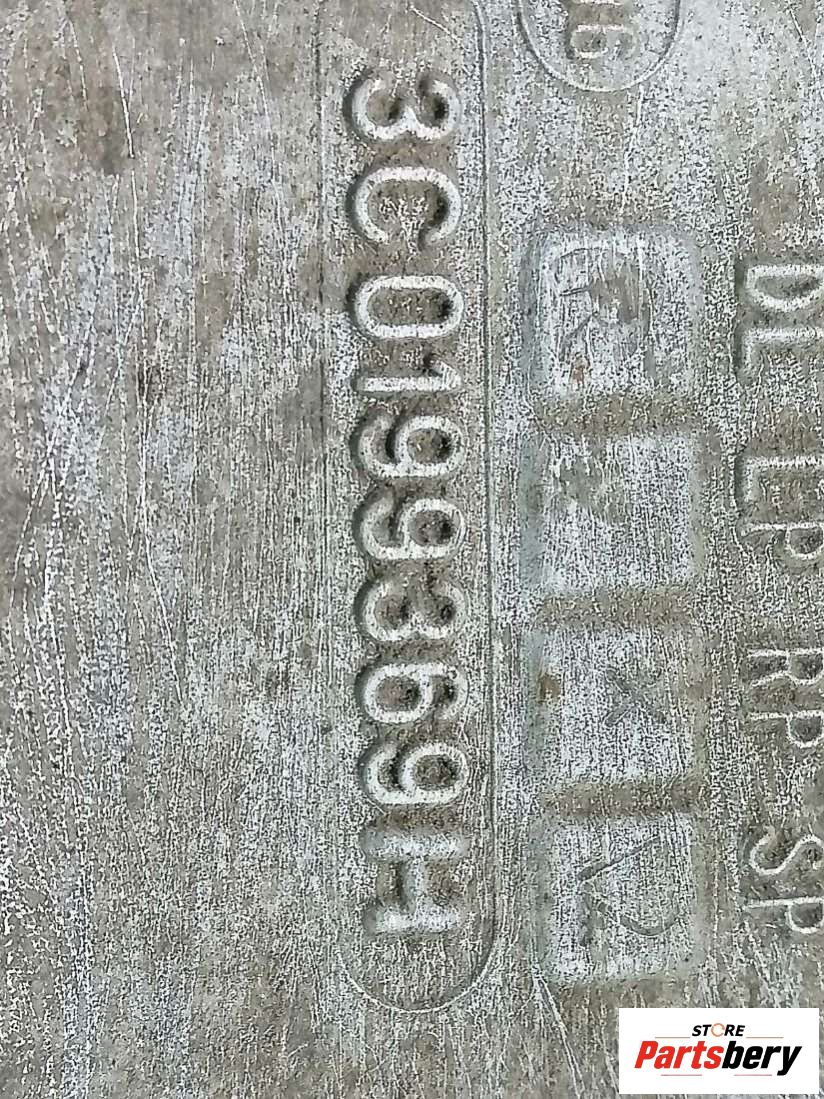 DL LP RP SP
3C0199369H
STORE
Partsbery